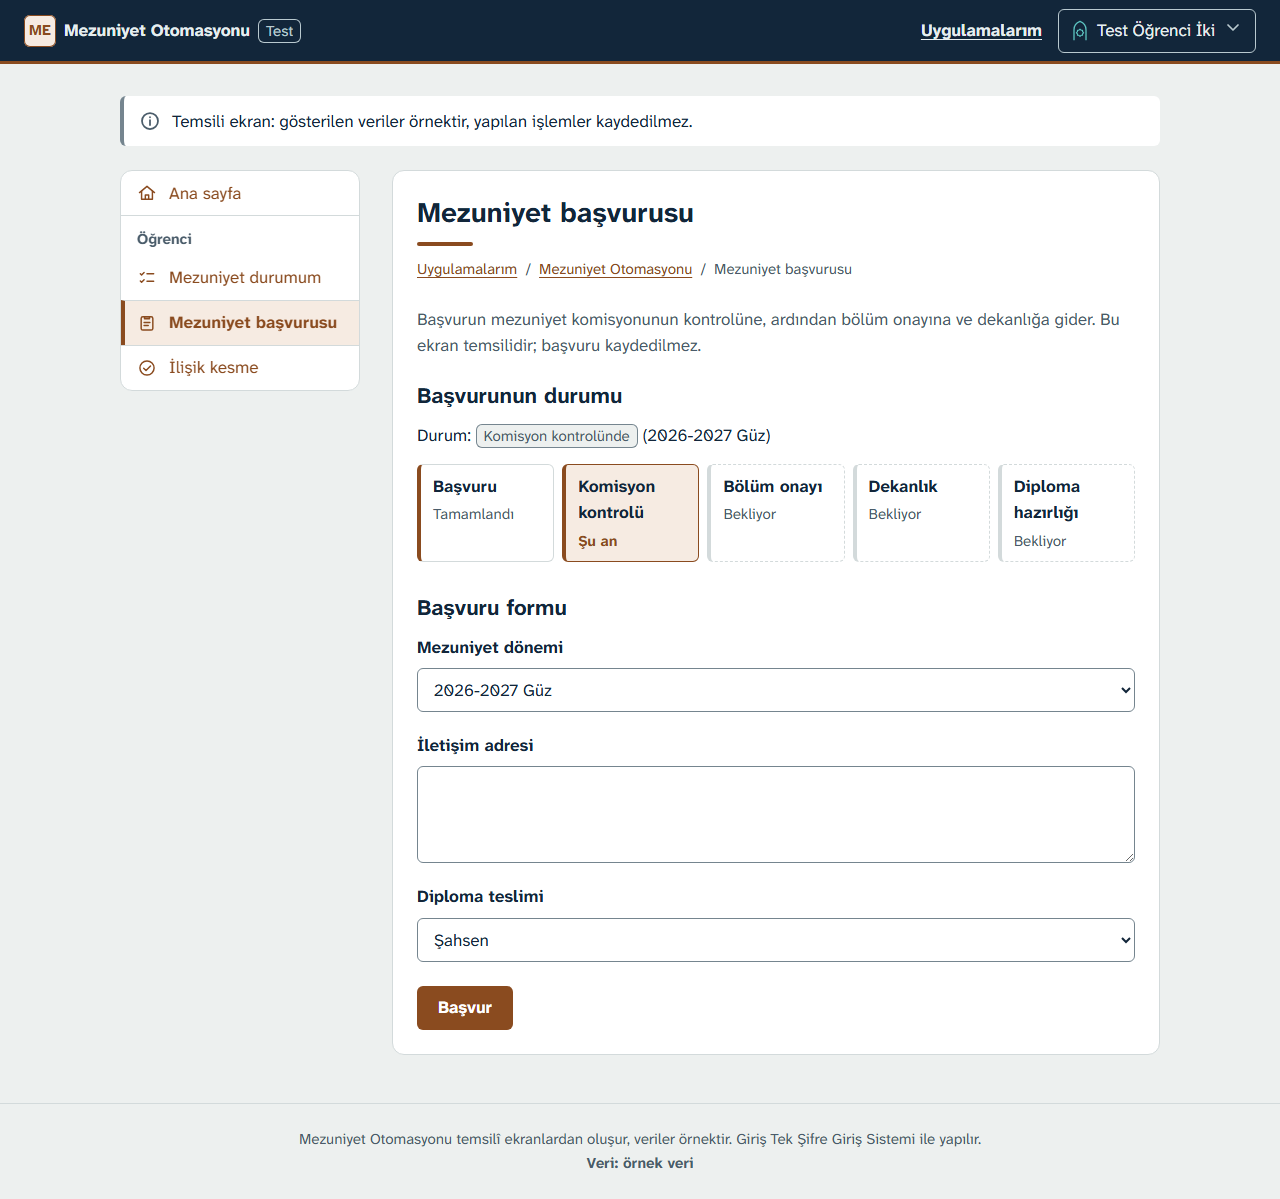 ME Mezuniyet Otomasyonu Test
Uygulamalarım Test Öğrenci İki
Temsili ekran: gösterilen veriler örnektir, yapılan işlemler kaydedilmez.
Ana sayfa
Öğrenci
Mezuniyet durumum
Mezuniyet başvurusu
İlişik kesme
Mezuniyet başvurusu
Uygulamalarım / Mezuniyet Otomasyonu / Mezuniyet başvurusu
Başvurun mezuniyet komisyonunun kontrolüne, ardından bölüm onayına ve dekanlığa gider. Bu
ekran temsilidir; başvuru kaydedilmez.
Başvurunun durumu
Durum: Komisyon kontrolünde (2026-2027 Güz)
Başvuru
Tamamlandı
Komisyon
kontrolü
Şu an
Bölüm onayı
Bekliyor
Dekanlık
Bekliyor
Diploma
hazırlığı
Bekliyor
Başvuru formu
Mezuniyet dönemi
2026-2027 Güz
İletişim adresi
Diploma teslimi
Şahsen
Başvur
Mezuniyet Otomasyonu temsilî ekranlardan oluşur, veriler örnektir. Giriş Tek Şifre Giriş Sistemi ile yapılır.
Veri: örnek veri